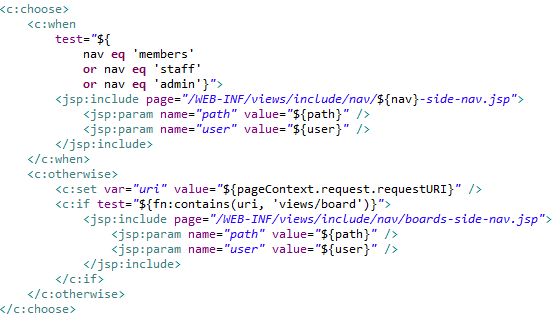 <c:choose>
    <c:when
        test="${
            nav eq 'members'
            or nav eq 'staff'
            or nav eq 'admin'}">
        <jsp:include page="/WEB-INF/views/include/nav/${nav}-side-nav.jsp">
            <jsp:param name="path" value="${path}" />
            <jsp:param name="user" value="${user}" />
        </jsp:include>
    </c:when>
    <c:otherwise>
        <c:set var="uri" value="${pageContext.request.requestURI}" />
        <c:if test="${fn:contains(uri, 'views/board')}">
            <jsp:include page="/WEB-INF/views/include/nav/boards-side-nav.jsp">
                <jsp:param name="path" value="${path}" />
                <jsp:param name="user" value="${user}" />
            </jsp:include>
        </c:if>
    </c:otherwise>
</c:choose>